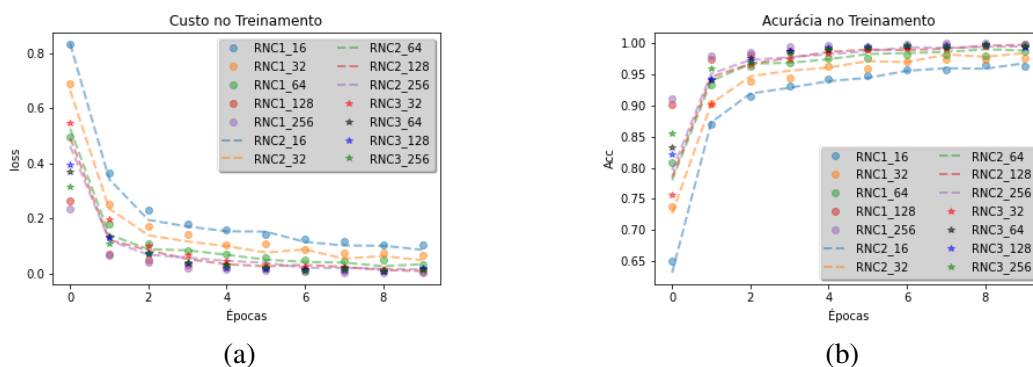 Custo no Treinamento
loss
0.8
0.6
0.4
0.2
0.0
RNC1_16
RNC1_32
RNC1_64
RNC1_128
RNC1_256
RNC2_16
RNC2_32
RNC2_64
RNC2_128
RNC2_256
RNC3_32
RNC3_64
RNC3_128
RNC3_256
0 2 4 6 8
Épocas
(a)
Acurácia no Treinamento
Acc
1.00
0.95
0.90
0.85
0.80
0.75
0.70
0.65
RNC1_16
RNC1_32
RNC1_64
RNC1_128
RNC1_256
RNC2_16
RNC2_32
RNC2_64
RNC2_128
RNC2_256
RNC3_32
RNC3_64
RNC3_128
RNC3_256
0 2 4 6 8
Épocas
(b)